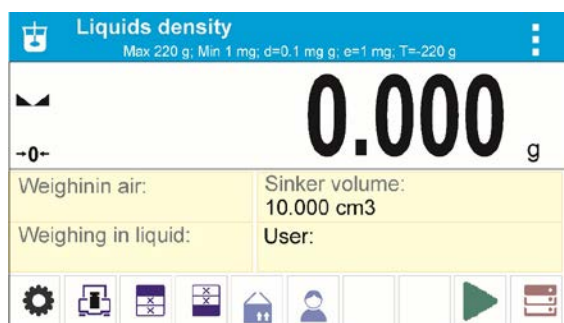 Liquids density
Max 220 g; Min 1 mg; d=0.1 mg g; e=1 mg; T=-220 g
0.000 g
→0←
Weighinin air:
Sinker volume:
10.000 cm3
Weighing in liquid:
User: